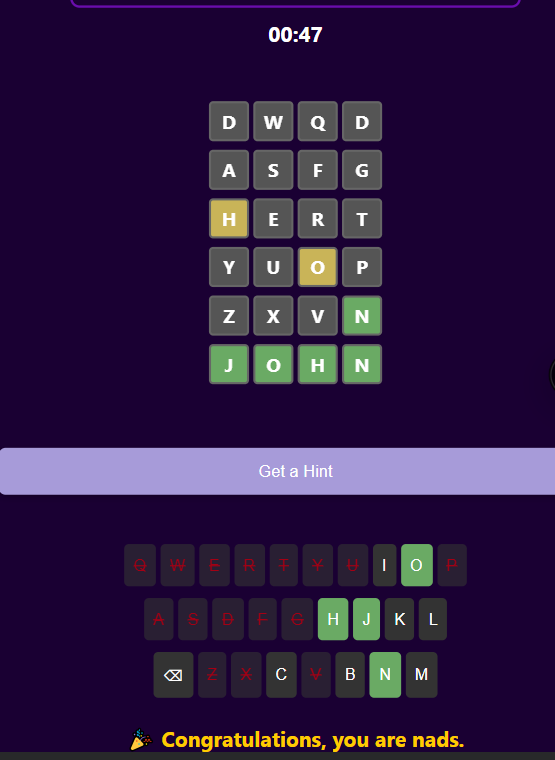 00:47
D W Q D
A S F G
H E R T
Y U O P
Z X V N
J O H N
Get a Hint
Q W E R T Y U I O P
A S D F G H J K L
⌫ Z X C V B N M
🎉 Congratulations, you are nads.